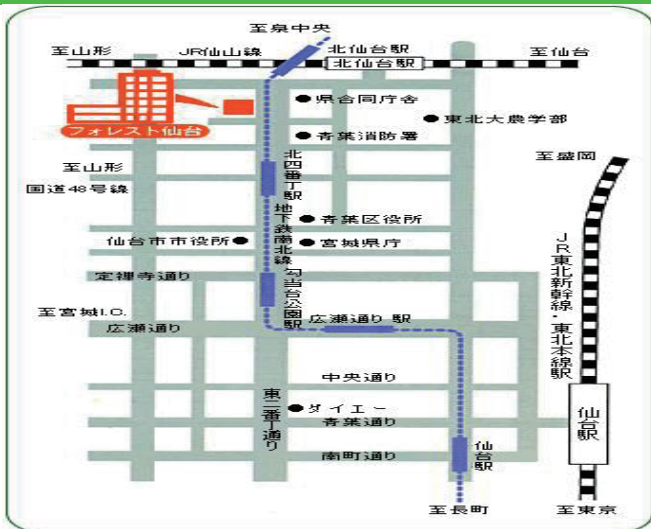 至泉中央
至山形
JR仙山線
北仙台駅
北仙台駅
至仙台
県合同庁舎
フォレスト仙台
青葉消防署
東北大農学部
至盛岡
至山形
国道48号線
北四番丁駅
地下鉄南北線
青葉区役所
仙台市市役所
宮城県庁
JR東北新幹線・東北本線駅
定禅寺通り
勾当台公園駅
至宮城I.C.
広瀬通り
広瀬通り 駅
中央通り
東二番丁通り
ダイエー
青葉通り
仙台駅
南町通り
仙台駅
至長町
至東京